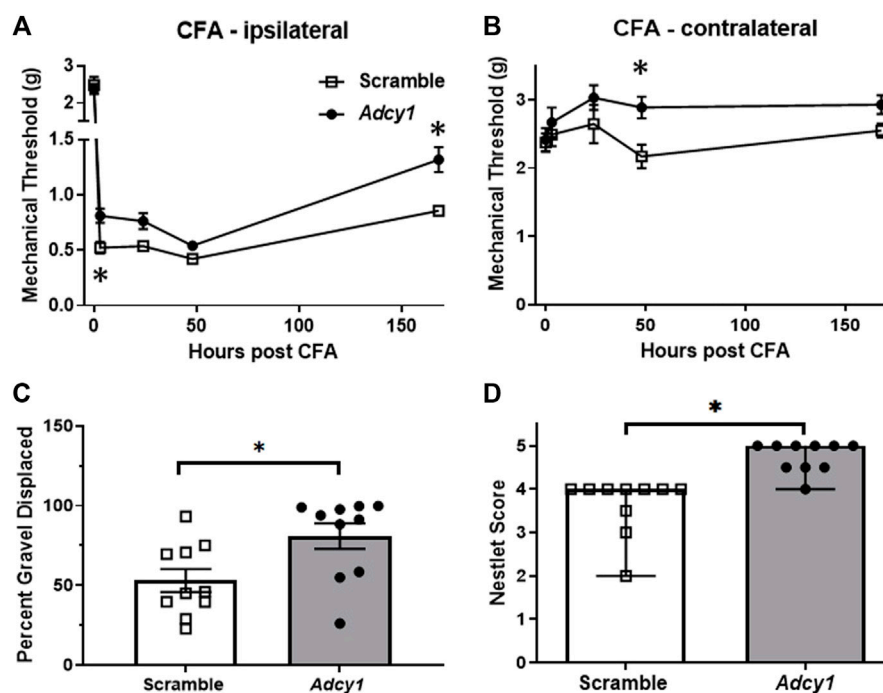 A
CFA - ipsilateral
Mechanical Threshold (g)
3
2
1.5
1.0
0.5
0.0
Scramble
Adcy1
*
*
0 50 100 150
Hours post CFA
B
CFA - contralateral
Mechanical Threshold (g)
3
2
1
0
*
0 50 100 150
Hours post CFA
C
Percent Gravel Displaced
150
100
50
0
*
Scramble Adcy1
D
Nestlet Score
5
4
3
2
1
0
*
Scramble Adcy1